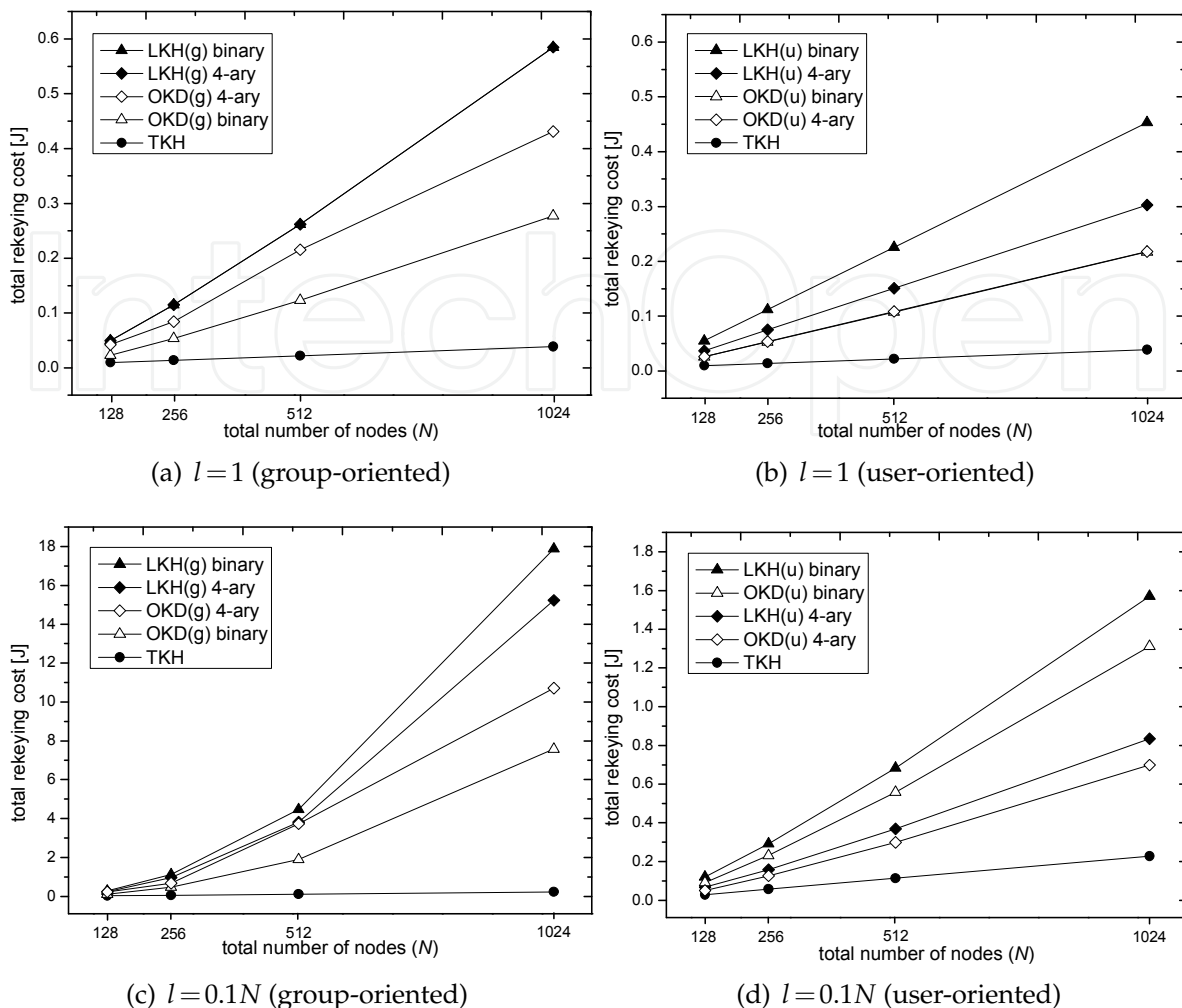 LKH(g) binary
LKH(g) 4-ary
OKD(g) 4-ary
OKD(g) binary
TKH
total rekeying cost [J]
0.6
0.5
0.4
0.3
0.2
0.1
0.0
128
256
512
1024
total number of nodes (N)
(a) l = 1 (group-oriented)
LKH(u) binary
LKH(u) 4-ary
OKD(u) binary
OKD(u) 4-ary
TKH
total rekeying cost [J]
0.6
0.5
0.4
0.3
0.2
0.1
0.0
128
256
512
1024
total number of nodes (N)
(b) l = 1 (user-oriented)
LKH(g) binary
LKH(g) 4-ary
OKD(g) 4-ary
OKD(g) binary
TKH
total rekeying cost [J]
18
16
14
12
10
8
6
4
2
0
128
256
512
1024
total number of nodes (N)
(c) l = 0.1N (group-oriented)
LKH(u) binary
OKD(u) binary
LKH(u) 4-ary
OKD(u) 4-ary
TKH
total rekeying cost [J]
1.8
1.6
1.4
1.2
1.0
0.8
0.6
0.4
0.2
0.0
128
256
512
1024
total number of nodes (N)
(d) l = 0.1N (user-oriented)
IntechOpen